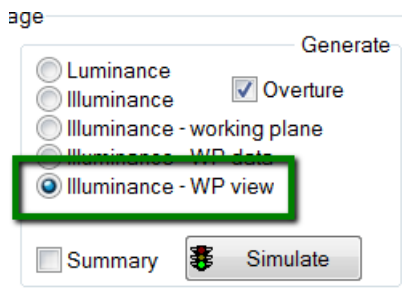 age
Generate
Luminance
Illuminance
Overture
Illuminance - working plane
Illuminance - WP data
Illuminance - WP view
Summary
Simulate